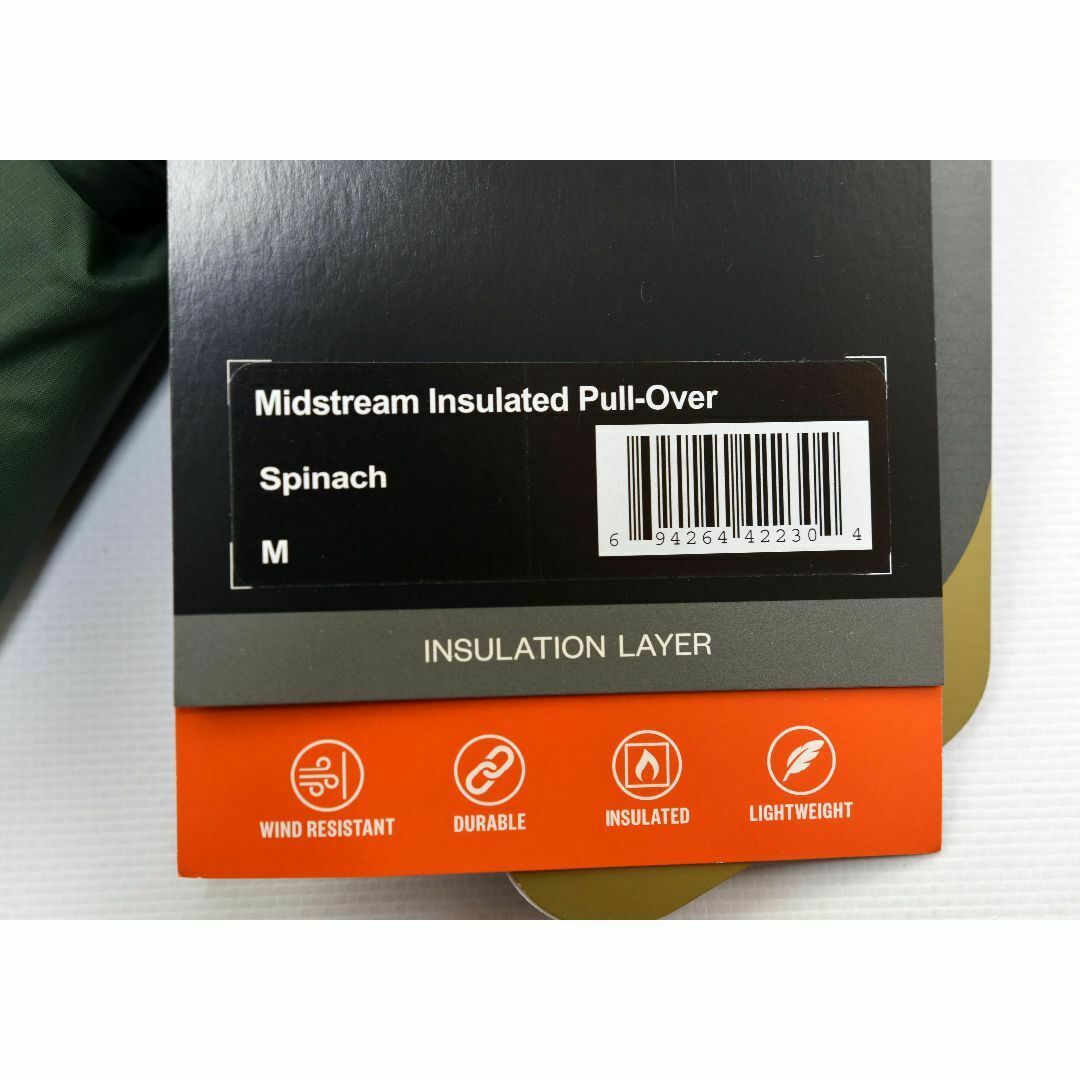 Midstream Insulated Pull-Over
Spinach
M
6 94264 42230 4
INSULATION LAYER
WIND RESISTANT
DURABLE
INSULATED
LIGHTWEIGHT